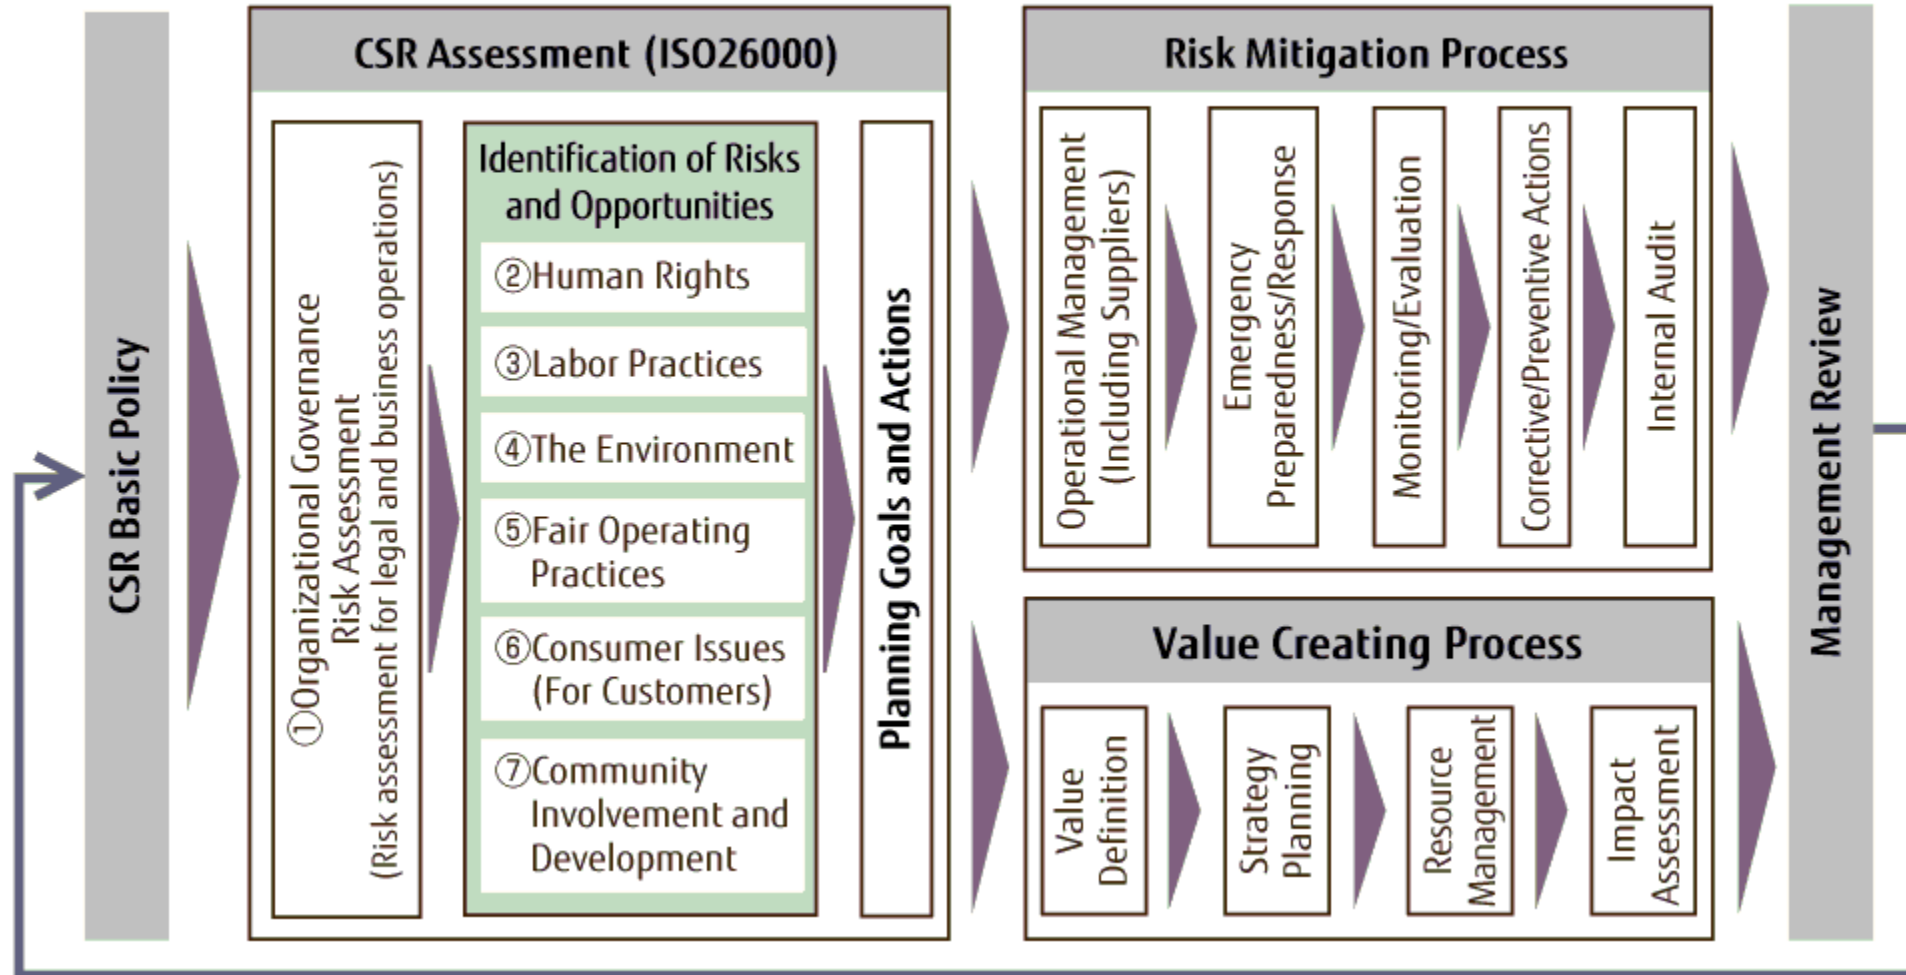 CSR Basic Policy
CSR Assessment (ISO26000)
①Organizational Governance
Risk Assessment
(Risk assessment for legal and business operations)
Identification of Risks
and Opportunities
②Human Rights
③Labor Practices
④The Environment
⑤Fair Operating
Practices
⑥Consumer Issues
(For Customers)
⑦Community
Involvement and
Development
Planning Goals and Actions
Risk Mitigation Process
Operational Management
(Including Suppliers)
Emergency
Preparedness/Response
Monitoring/Evaluation
Corrective/Preventive Actions
Internal Audit
Value Creating Process
Value
Definition
Strategy
Planning
Resource
Management
Impact
Assessment
Management Review